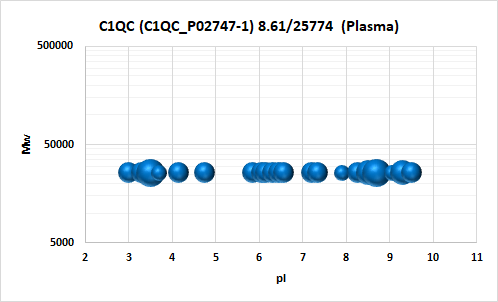 C1QC (C1QC_P02747-1) 8.61/25774 (Plasma)
500000
50000
5000
Mw
2 3 4 5 6 7 8 9 10 11
pI